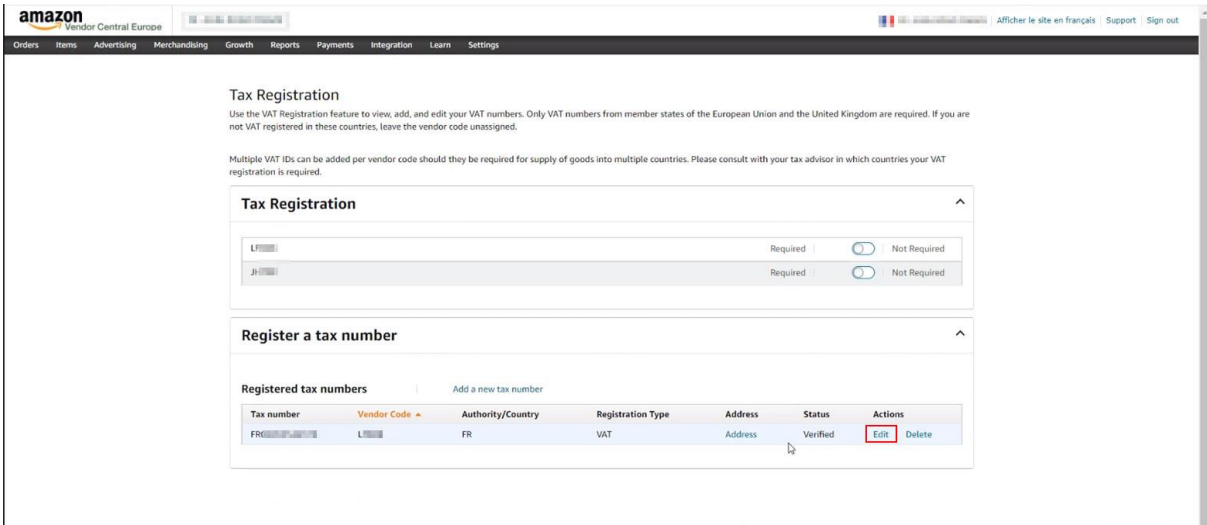 amazon
Vendor Central Europe
Afficher le site en français Support Sign out
Orders Items Advertising Merchandising Growth Reports Payments Integration Learn Settings
Tax Registration
Use the VAT Registration feature to view, add, and edit your VAT numbers. Only VAT numbers from member states of the European Union and the United Kingdom are required. If you are
not VAT registered in these countries, leave the vendor code unassigned.
Multiple VAT IDs can be added per vendor code should they be required for supply of goods into multiple countries. Please consult with your tax advisor in which countries your VAT
registration is required.
Tax Registration
Required Not Required
Required Not Required
Register a tax number
Registered tax numbers Add a new tax number
Tax number Vendor Code Authority/Country Registration Type Address Status Actions
FR VAT Address Verified Edit Delete